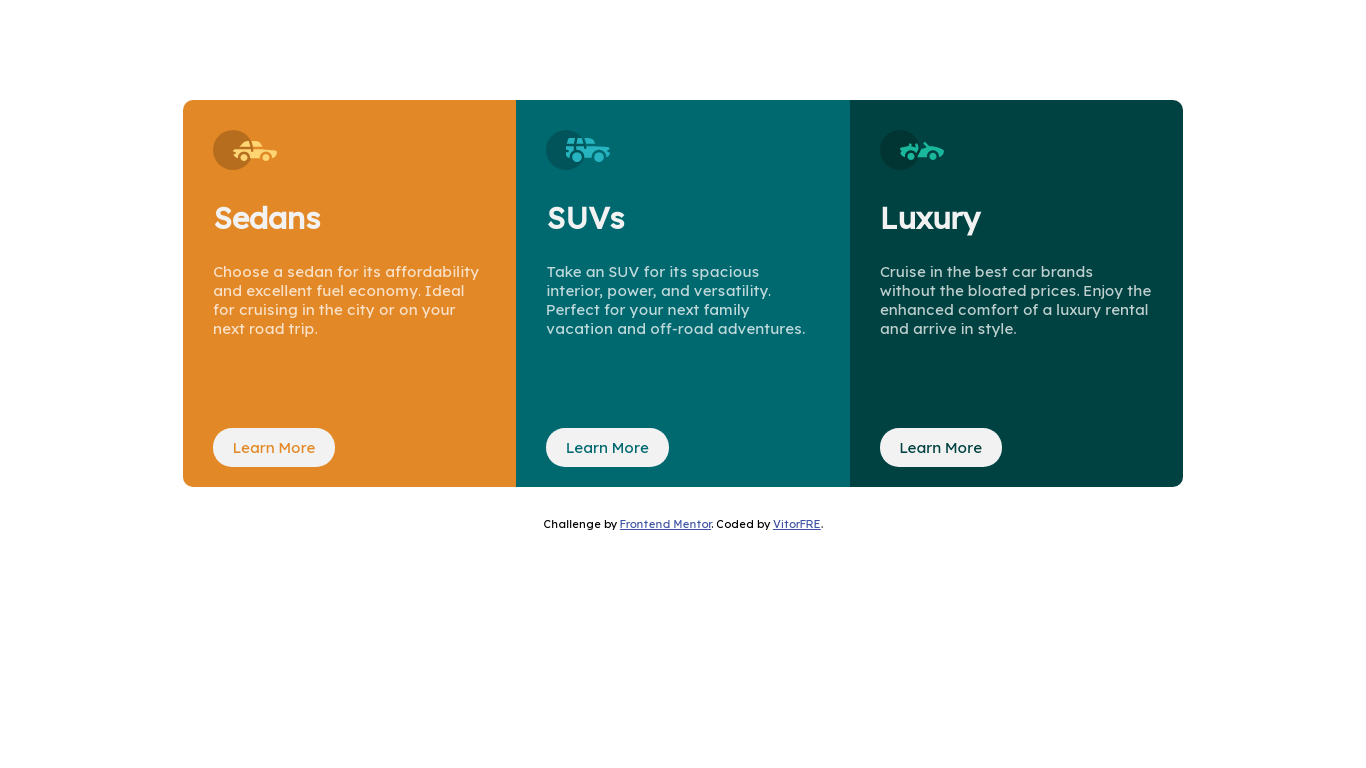 Sedans
Choose a sedan for its affordability
and excellent fuel economy. Ideal
for cruising in the city or on your
next road trip.
Learn More
SUVs
Take an SUV for its spacious
interior, power, and versatility.
Perfect for your next family
vacation and off-road adventures.
Learn More
Luxury
Cruise in the best car brands
without the bloated prices. Enjoy the
enhanced comfort of a luxury rental
and arrive in style.
Learn More
Challenge by Frontend Mentor. Coded by VitorFRE.